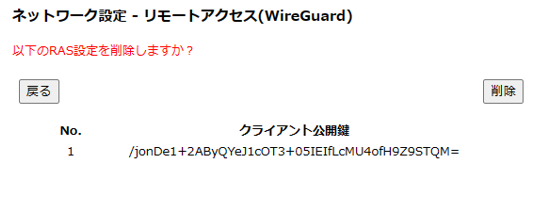 ネットワーク設定 - リモートアクセス(WireGuard)
以下のRAS設定を削除しますか？
戻る 削除
No. クライアント公開鍵
1 /jonDe1+2AByQYeJ1cOT3+05IEIfLcMU4ofH9Z9STQM=